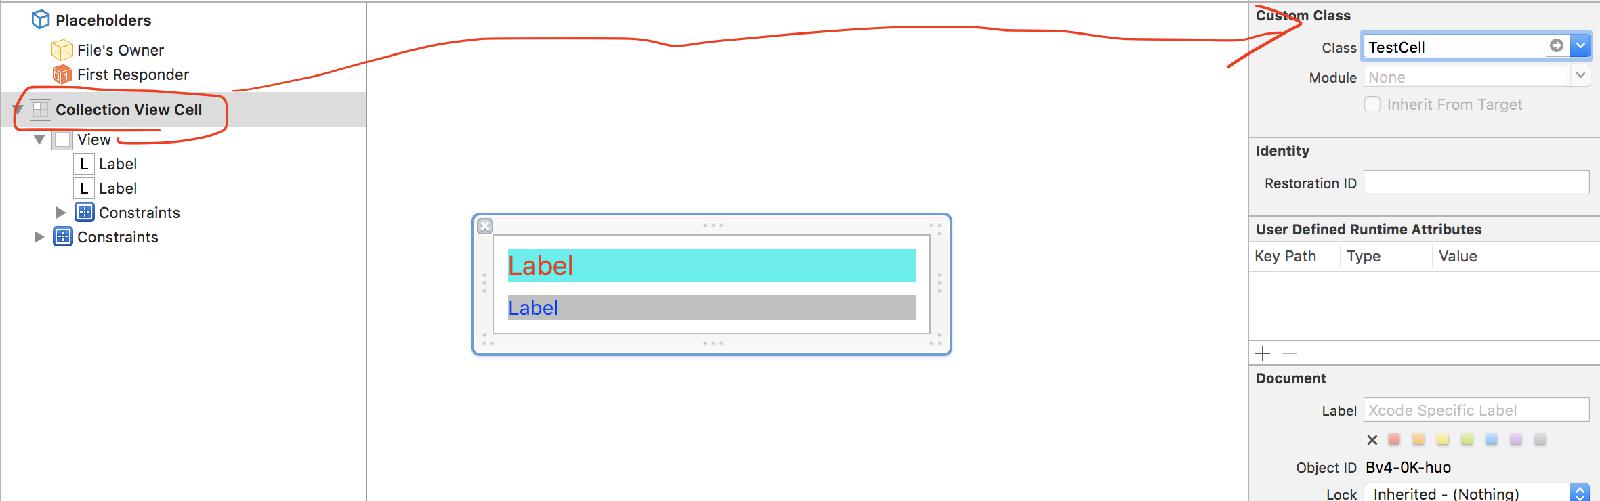 Placeholders
File's Owner
First Responder
Collection View Cell
View
L Label
L Label
Constraints
Constraints
Label
Label
Custom Class
Class TestCell
Module None
Inherit From Target
Identity
Restoration ID
User Defined Runtime Attributes
Key Path Type Value
Document
Label Xcode Specific Label
Object ID Bv4-0K-huo
Lock Inherited - (Nothing)